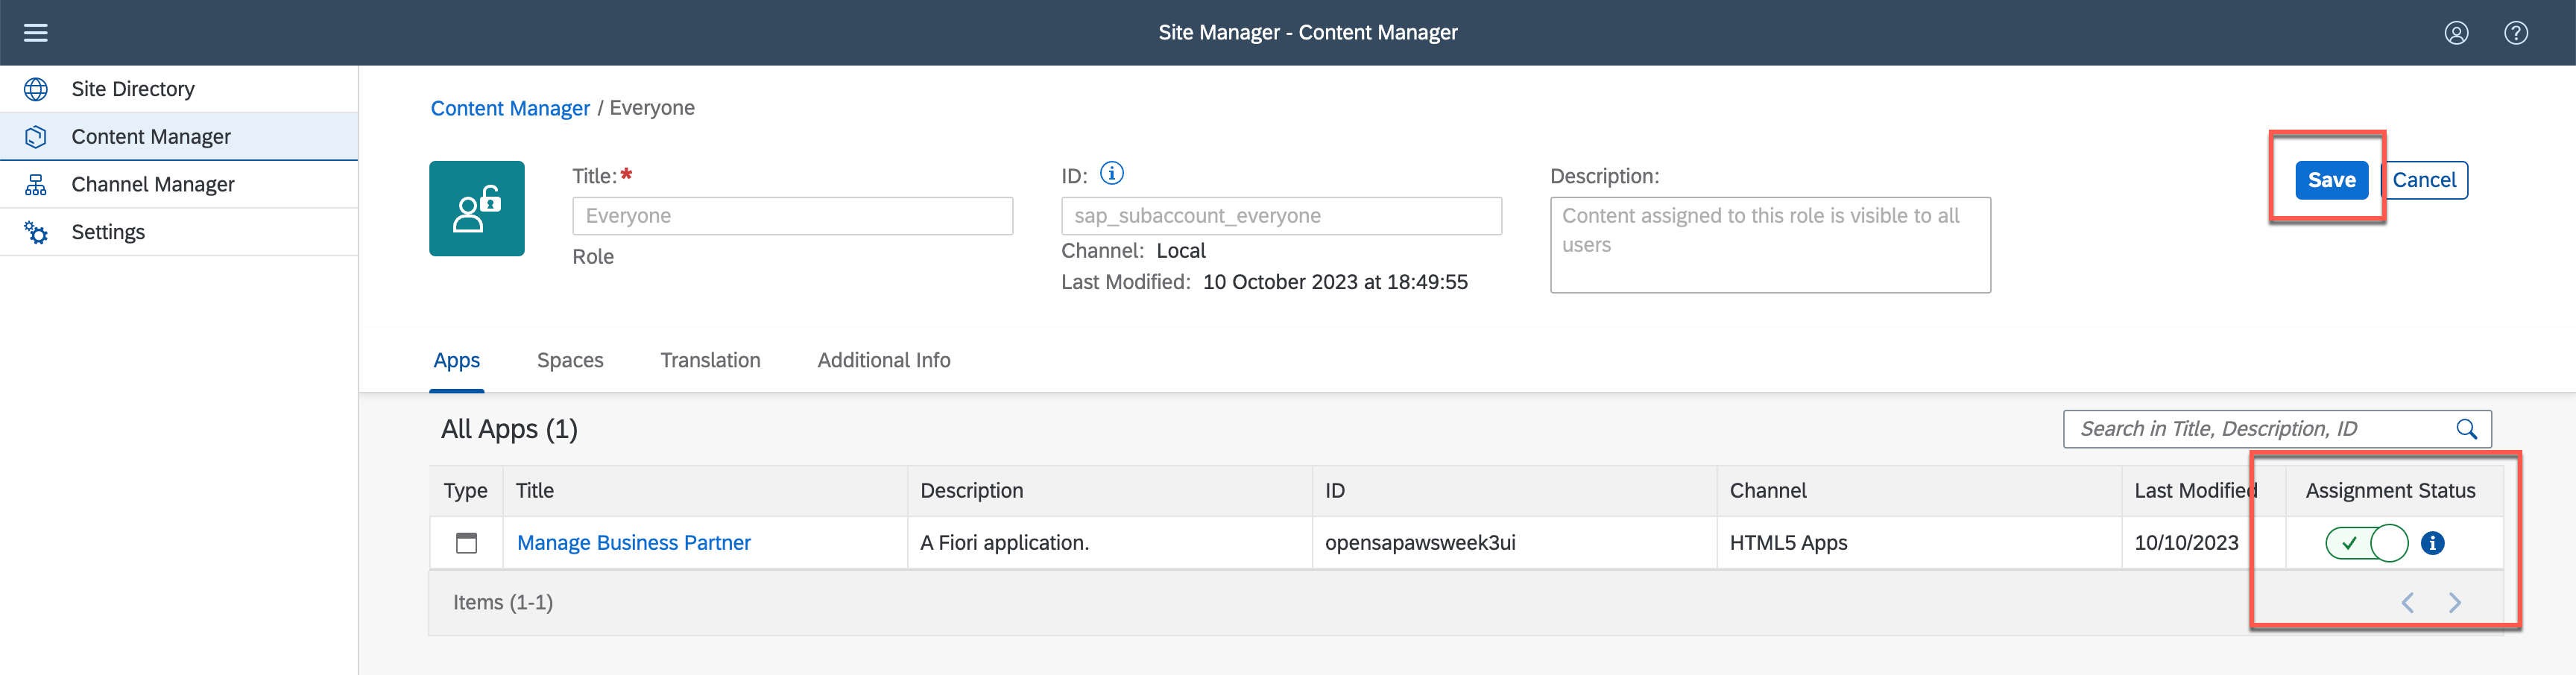 Site Manager - Content Manager
Site Directory
Content Manager
Channel Manager
Settings
Content Manager / Everyone
Title:*
Everyone
Role
ID:
sap_subaccount_everyone
Channel: Local
Last Modified: 10 October 2023 at 18:49:55
Description:
Content assigned to this role is visible to all
users
Save
Cancel
Apps Spaces Translation Additional Info
All Apps (1)
Search in Title, Description, ID
Type Title Description ID Channel Last Modified Assignment Status
Manage Business Partner A Fiori application. opensapawsweek3ui HTML5 Apps 10/10/2023
Items (1-1)